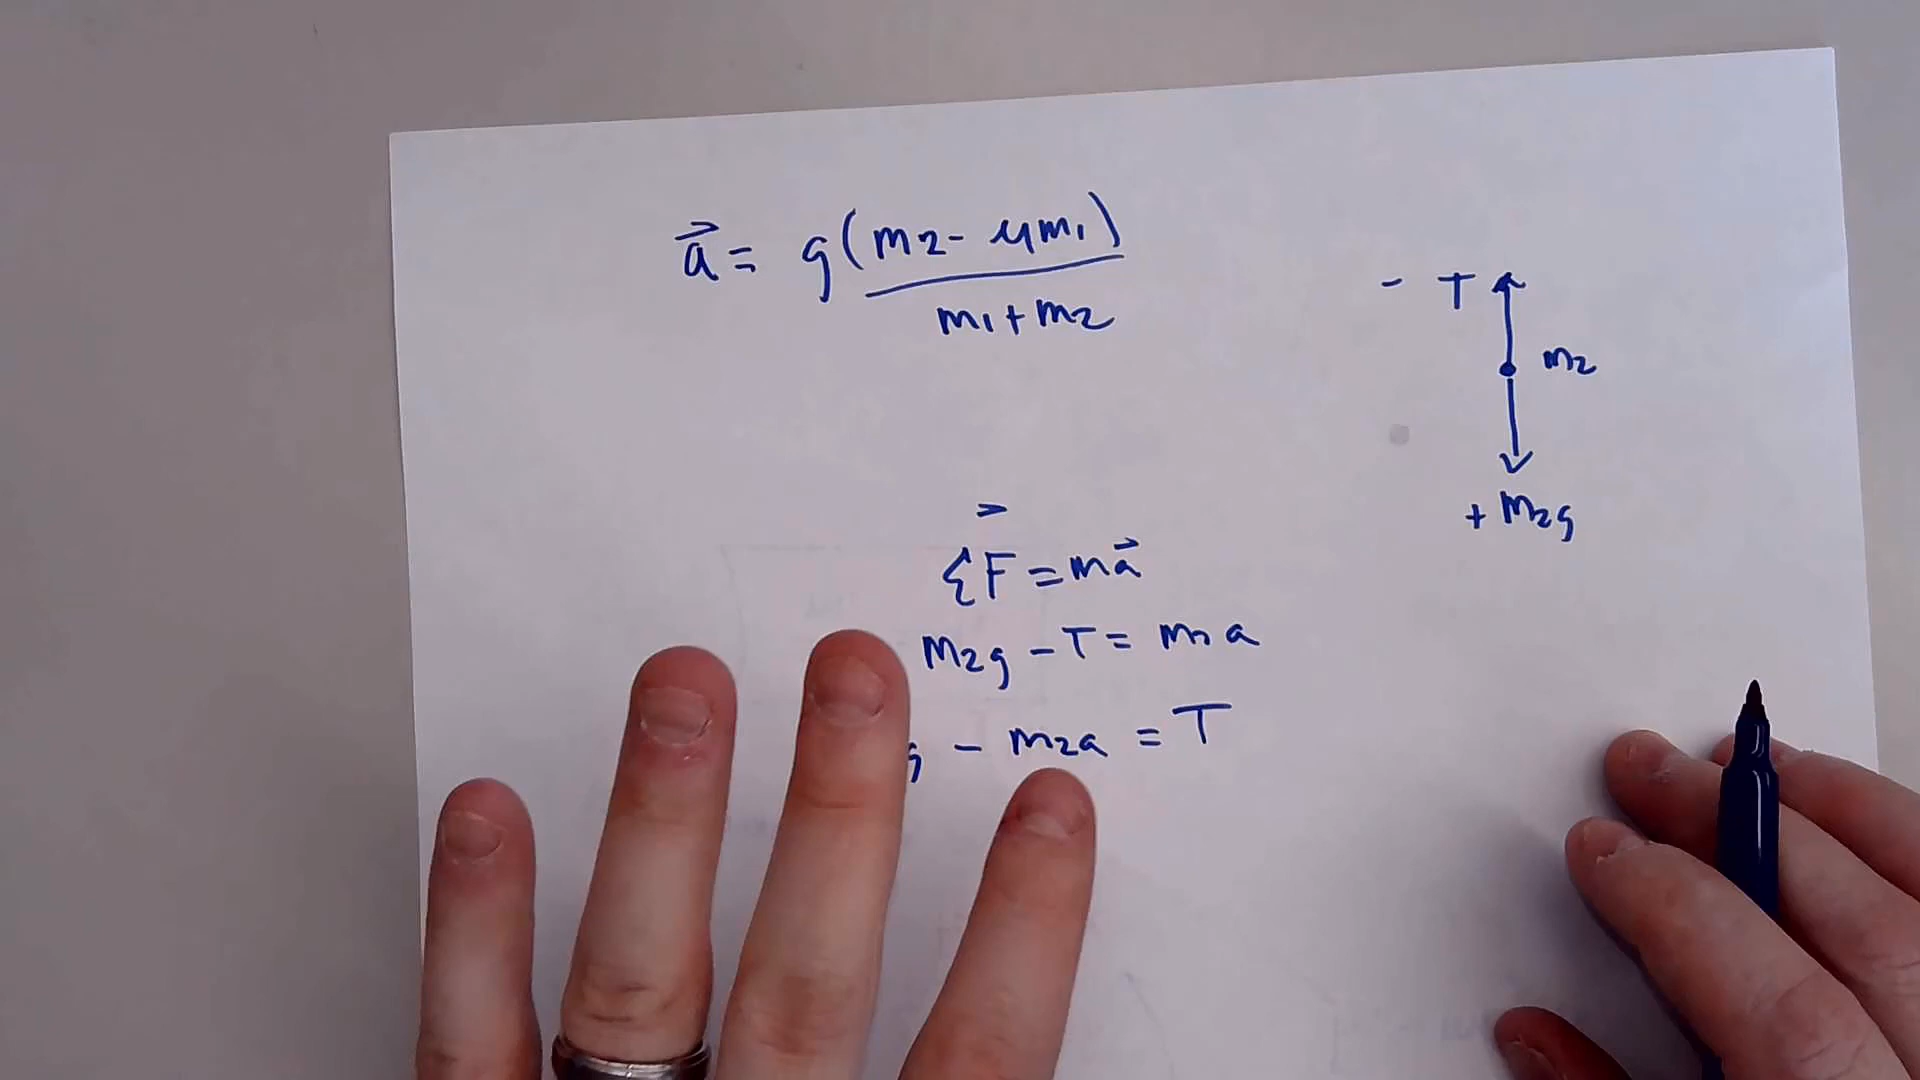 a⃗ = g(m2 - μm1)
m1 + m2
- T
m2
+ m2g
ΣF⃗ = ma⃗
m2g - T = m2a
g - m2a = T